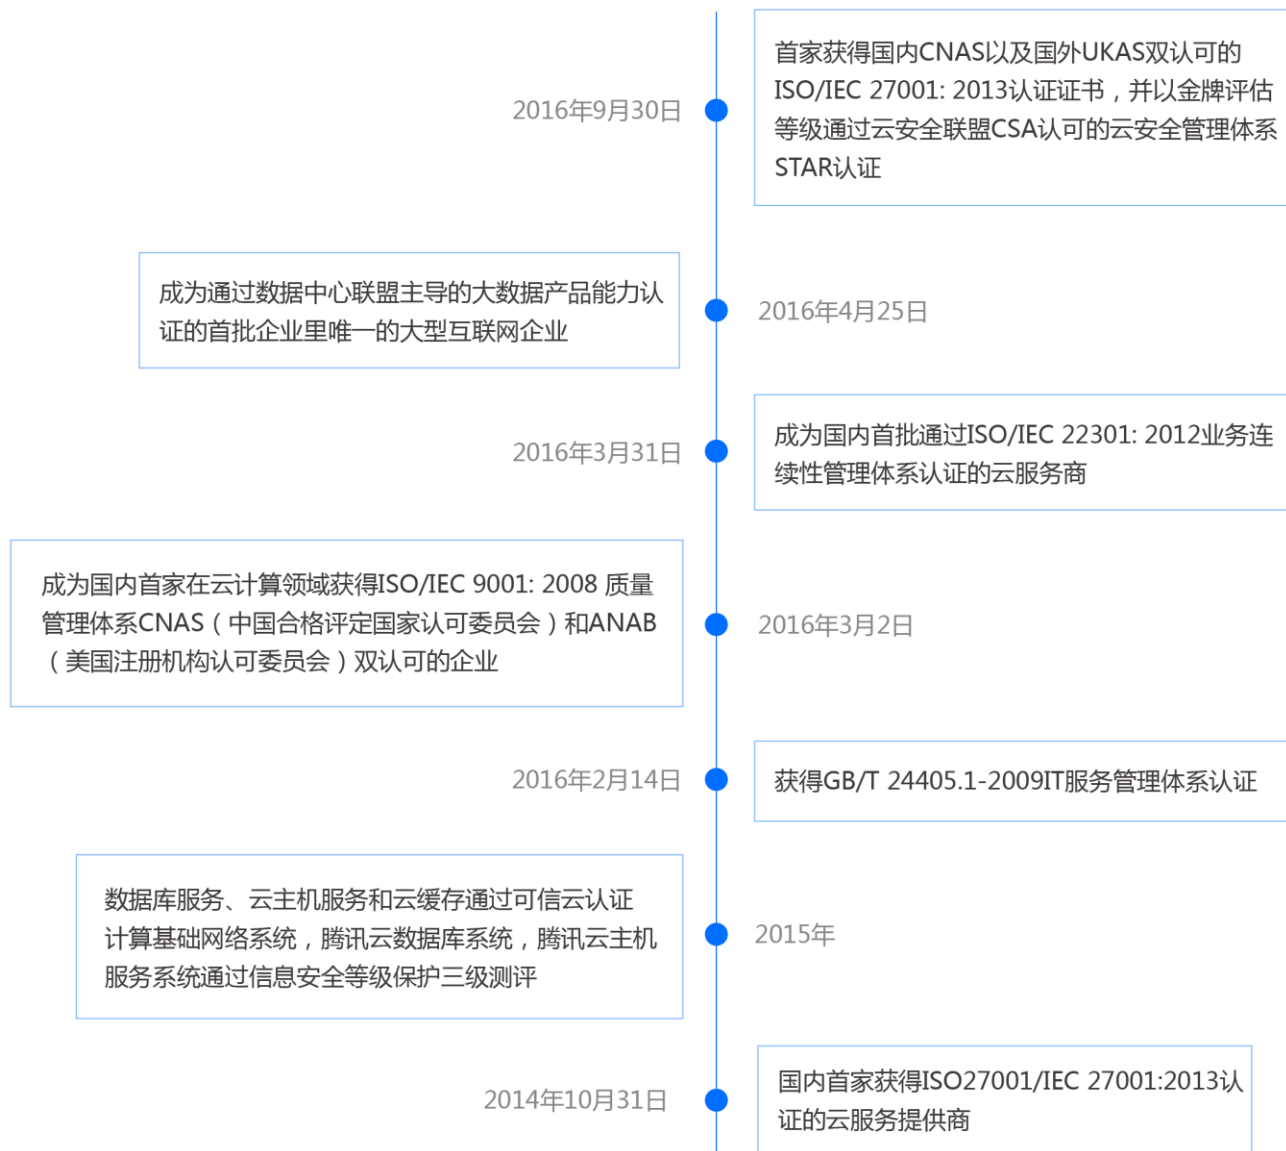 2016年9月30日
首家获得国内CNAS以及国外UKAS双认可的
ISO/IEC 27001: 2013认证证书，并以金牌评估
等级通过云安全联盟CSA认可的云安全管理体系
STAR认证
成为通过数据中心联盟主导的大数据产品能力认
证的首批企业里唯一的大型互联网企业
2016年4月25日
2016年3月31日
成为国内首批通过ISO/IEC 22301: 2012业务连
续性管理体系认证的云服务商
成为国内首家在云计算领域获得ISO/IEC 9001: 2008 质量
管理体系CNAS（中国合格评定国家认可委员会）和ANAB
（美国注册机构认可委员会）双认可的企业
2016年3月2日
2016年2月14日
获得GB/T 24405.1-2009IT服务管理体系认证
数据库服务、云主机服务和云缓存通过可信云认证
计算基础网络系统，腾讯云数据库系统，腾讯云主机
服务系统通过信息安全等级保护三级测评
2015年
2014年10月31日
国内首家获得ISO27001/IEC 27001:2013认
证的云服务提供商